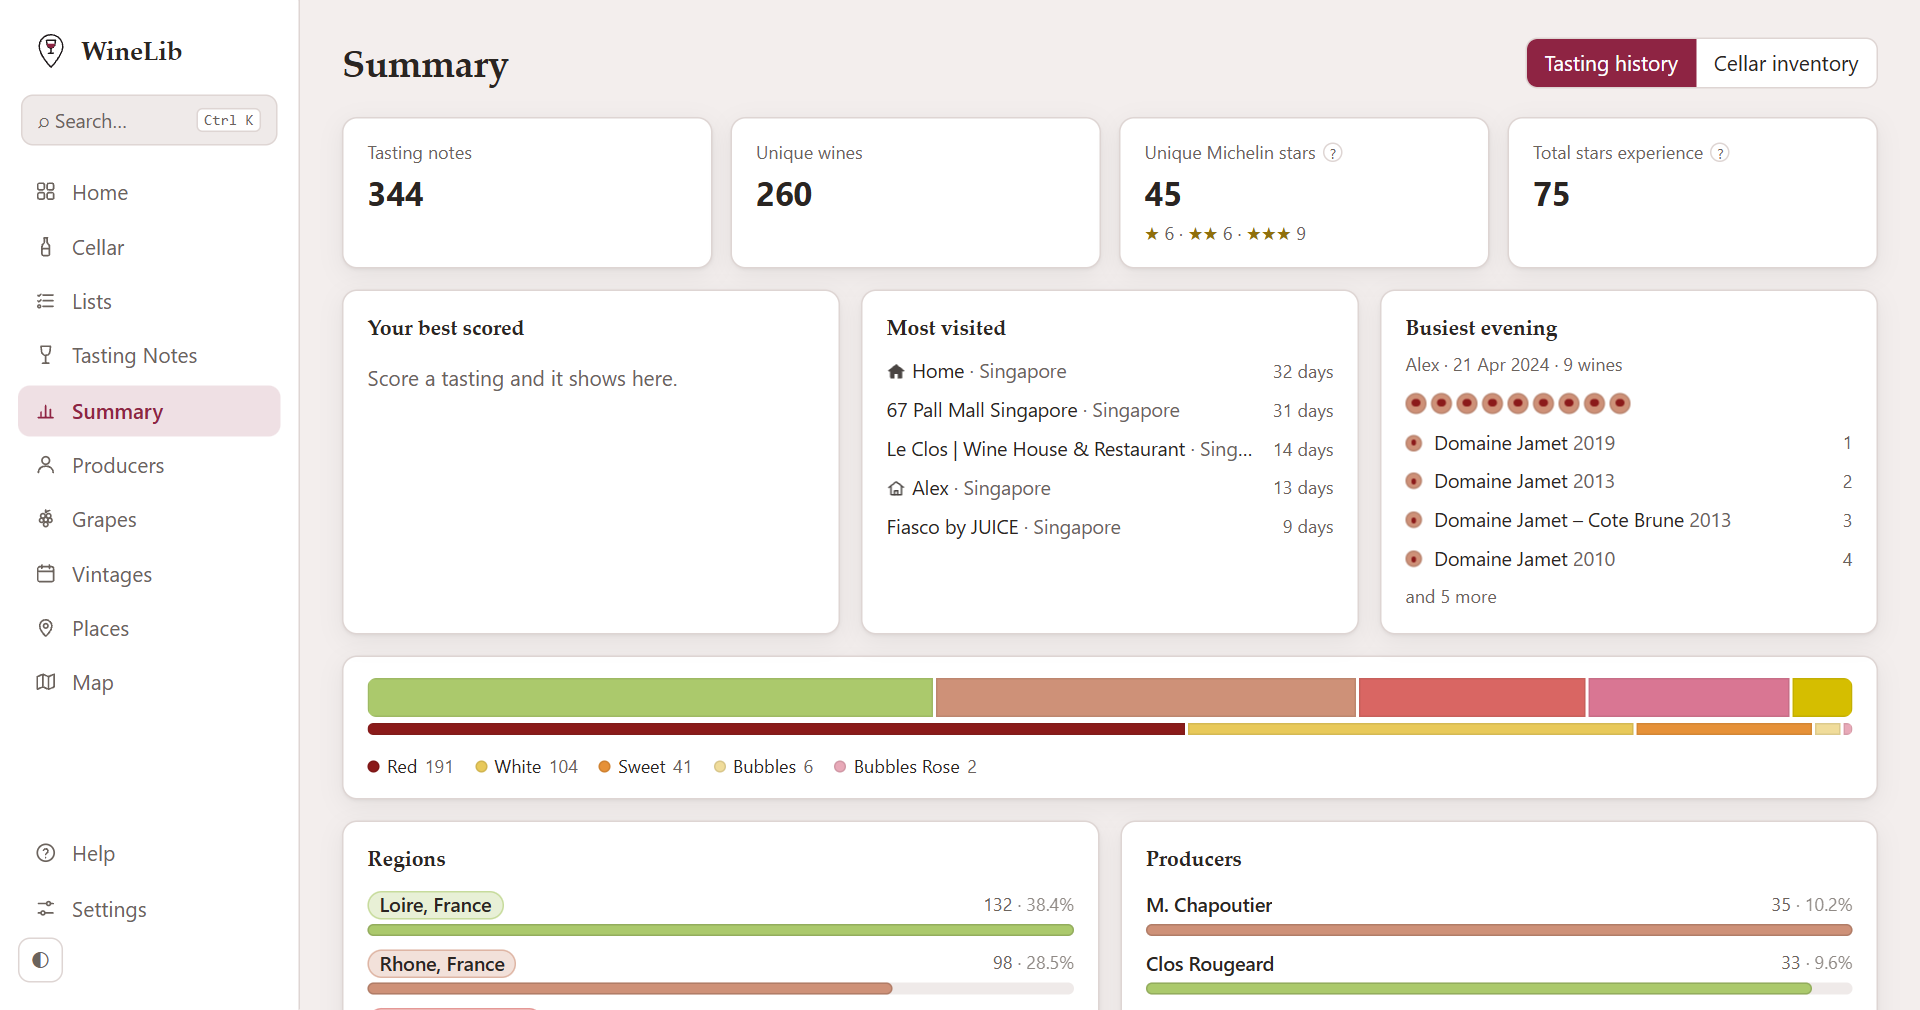 WineLib
Search... Ctrl K
Home
Cellar
Lists
Tasting Notes
Summary
Producers
Grapes
Vintages
Places
Map
Help
Settings
Summary
Tasting history Cellar inventory
Tasting notes
344
Unique wines
260
Unique Michelin stars ?
45
★ 6 · ★★ 6 · ★★★ 9
Total stars experience ?
75
Your best scored
Score a tasting and it shows here.
Most visited
Home · Singapore 32 days
67 Pall Mall Singapore · Singapore 31 days
Le Clos | Wine House & Restaurant · Sing... 14 days
Alex · Singapore 13 days
Fiasco by JUICE · Singapore 9 days
Busiest evening
Alex · 21 Apr 2024 · 9 wines
Domaine Jamet 2019 1
Domaine Jamet 2013 2
Domaine Jamet – Cote Brune 2013 3
Domaine Jamet 2010 4
and 5 more
Red 191 White 104 Sweet 41 Bubbles 6 Bubbles Rose 2
Regions
Loire, France 132 · 38.4%
Rhone, France 98 · 28.5%
Producers
M. Chapoutier 35 · 10.2%
Clos Rougeard 33 · 9.6%